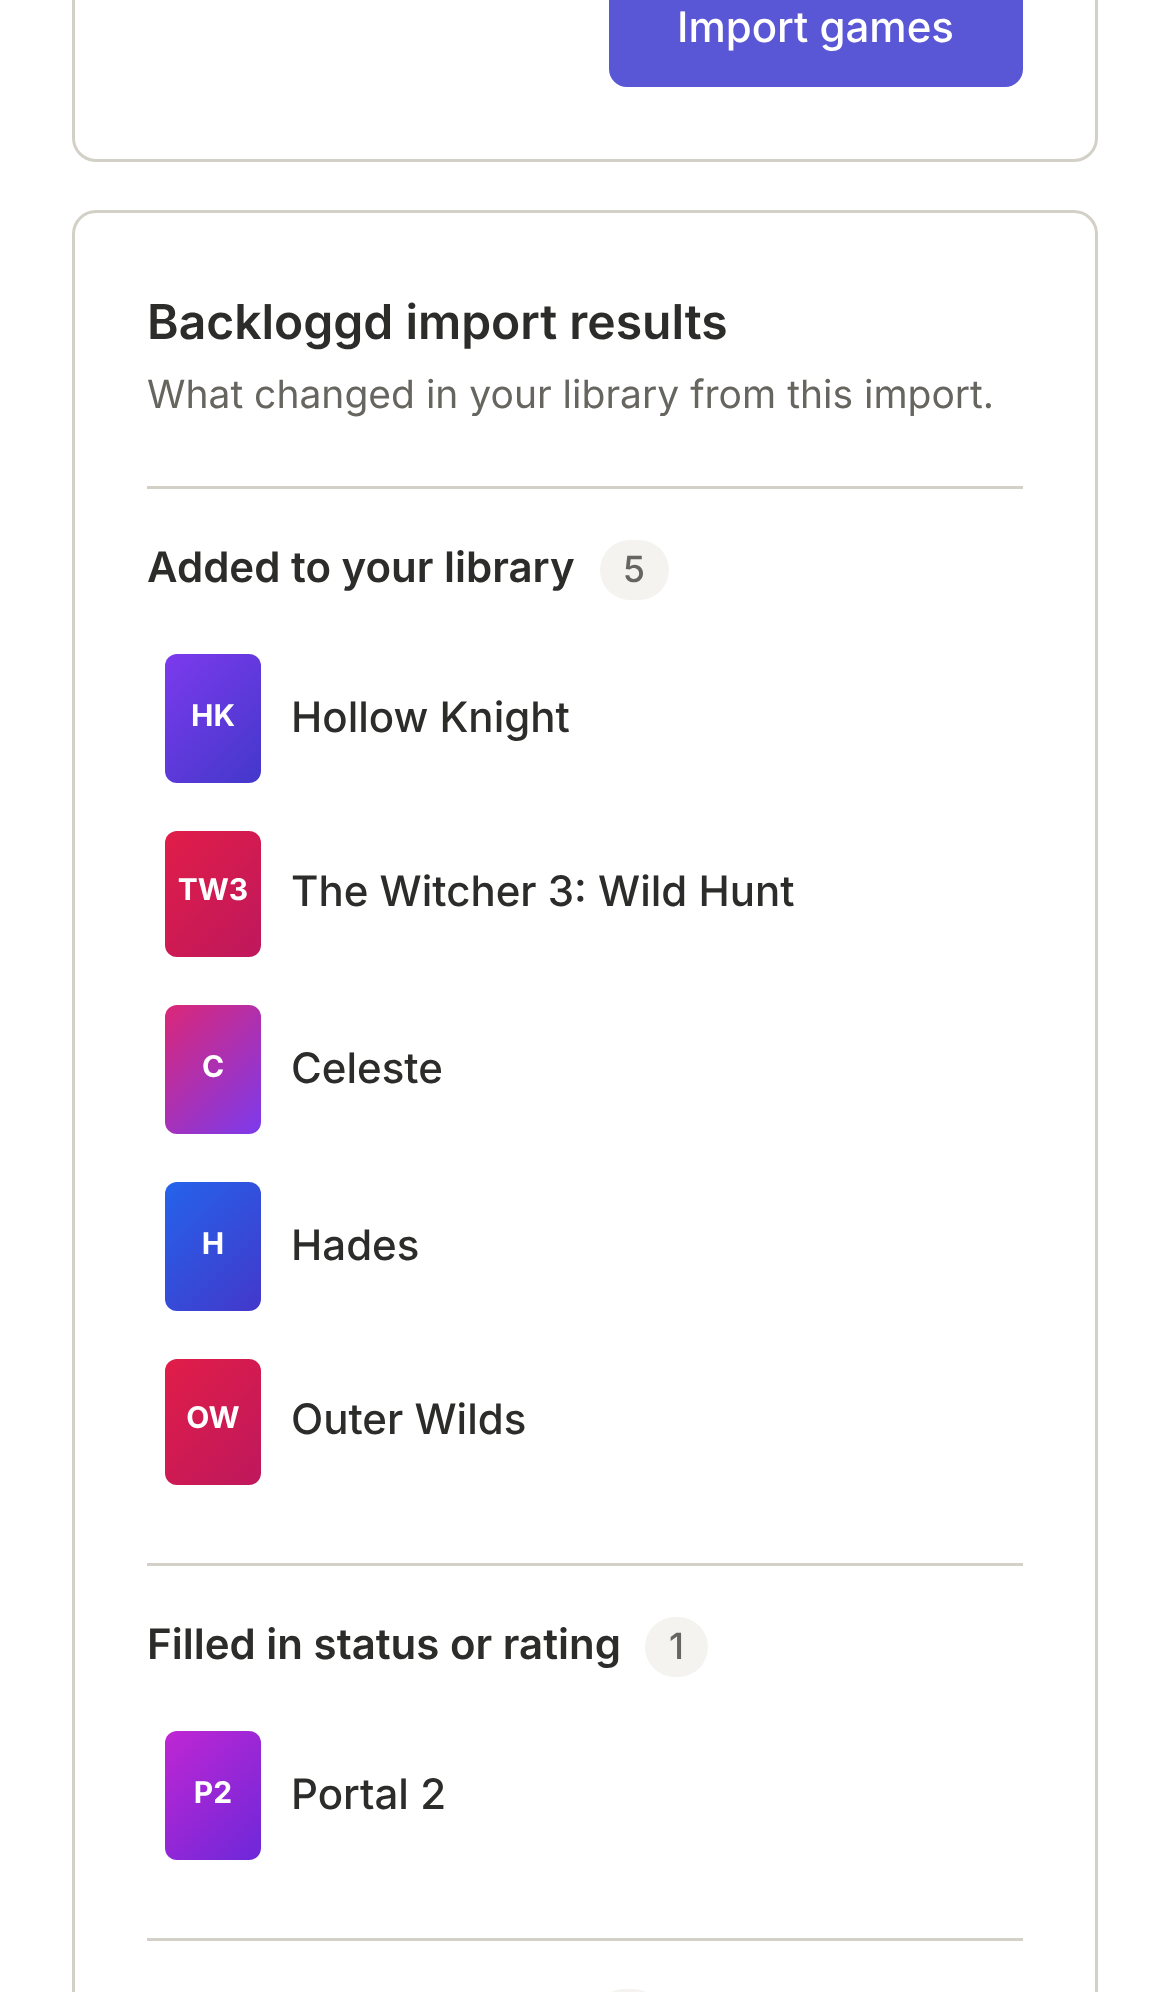 Import games
Backloggd import results
What changed in your library from this import.
Added to your library 5
HK Hollow Knight
TW3 The Witcher 3: Wild Hunt
C Celeste
H Hades
OW Outer Wilds
Filled in status or rating 1
P2 Portal 2